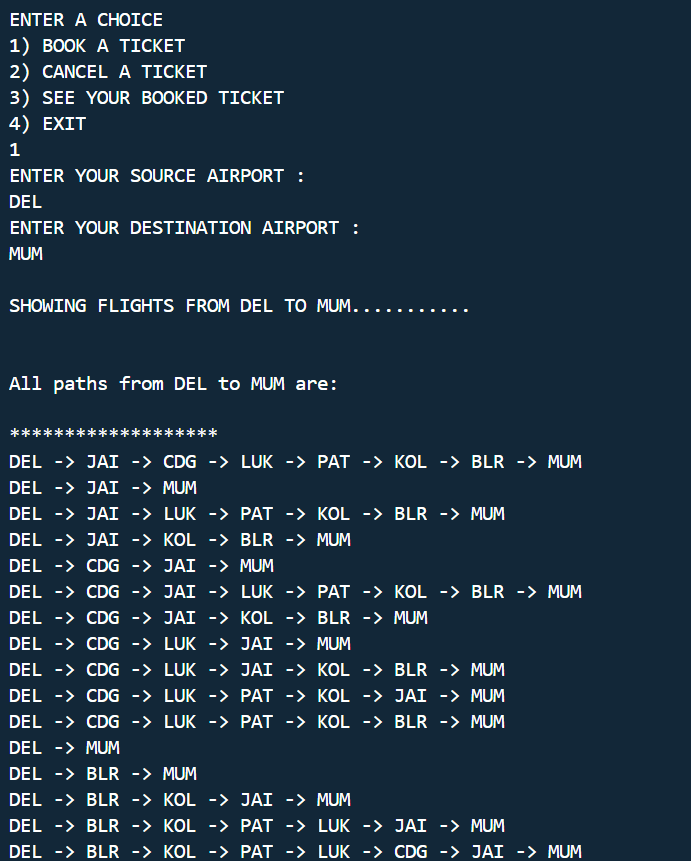 ENTER A CHOICE
1) BOOK A TICKET
2) CANCEL A TICKET
3) SEE YOUR BOOKED TICKET
4) EXIT
1
ENTER YOUR SOURCE AIRPORT :
DEL
ENTER YOUR DESTINATION AIRPORT :
MUM
SHOWING FLIGHTS FROM DEL TO MUM...........
All paths from DEL to MUM are:
*******************
DEL -> JAI -> CDG -> LUK -> PAT -> KOL -> BLR -> MUM
DEL -> JAI -> MUM
DEL -> JAI -> LUK -> PAT -> KOL -> BLR -> MUM
DEL -> JAI -> KOL -> BLR -> MUM
DEL -> CDG -> JAI -> MUM
DEL -> CDG -> JAI -> LUK -> PAT -> KOL -> BLR -> MUM
DEL -> CDG -> JAI -> KOL -> BLR -> MUM
DEL -> CDG -> LUK -> JAI -> MUM
DEL -> CDG -> LUK -> JAI -> KOL -> BLR -> MUM
DEL -> CDG -> LUK -> PAT -> KOL -> JAI -> MUM
DEL -> CDG -> LUK -> PAT -> KOL -> BLR -> MUM
DEL -> MUM
DEL -> BLR -> MUM
DEL -> BLR -> KOL -> JAI -> MUM
DEL -> BLR -> KOL -> PAT -> LUK -> JAI -> MUM
DEL -> BLR -> KOL -> PAT -> LUK -> CDG -> JAI -> MUM